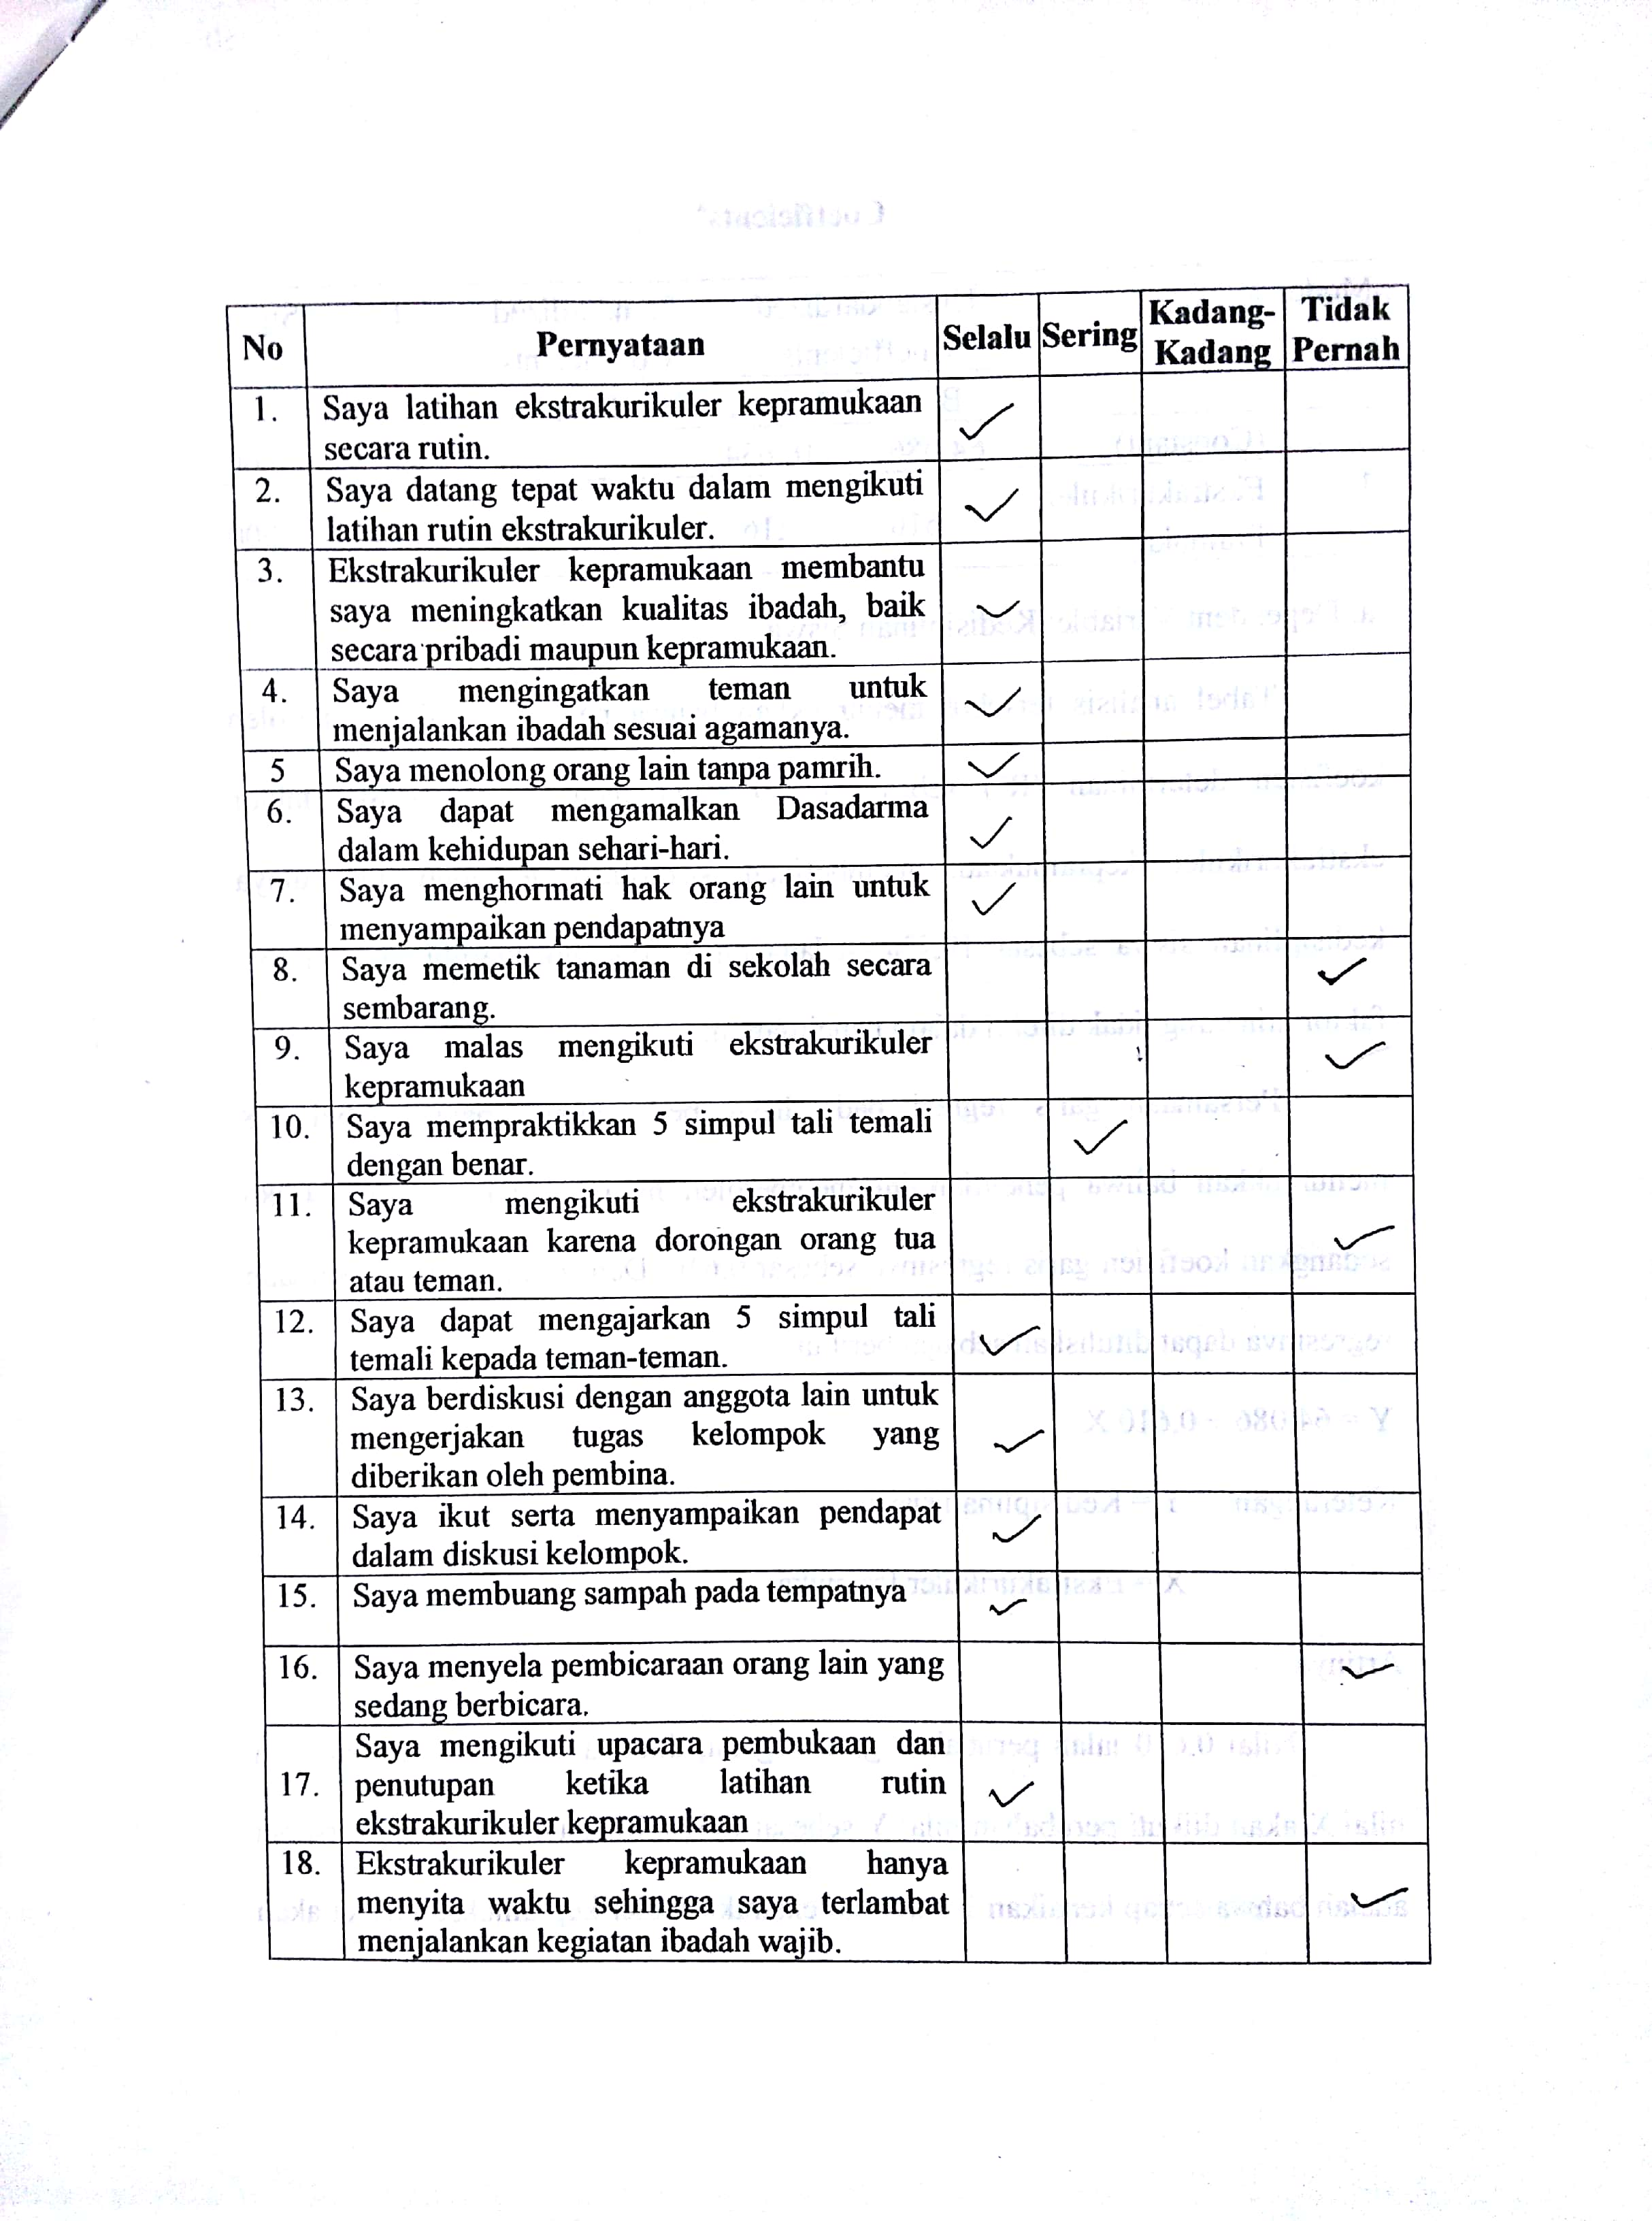 No Pernyataan Selalu Sering Kadang-Kadang Tidak Pernah
1. Saya latihan ekstrakurikuler kepramukaan ✓
secara rutin.
2. Saya datang tepat waktu dalam mengikuti ✓
latihan rutin ekstrakurikuler.
3. Ekstrakurikuler kepramukaan membantu
saya meningkatkan kualitas ibadah, baik ✓
secara pribadi maupun kepramukaan.
4. Saya mengingatkan teman untuk ✓
menjalankan ibadah sesuai agamanya.
5 Saya menolong orang lain tanpa pamrih. ✓
6. Saya dapat mengamalkan Dasadarma ✓
dalam kehidupan sehari-hari.
7. Saya menghormati hak orang lain untuk ✓
menyampaikan pendapatnya
8. Saya memetik tanaman di sekolah secara ✓
sembarang.
9. Saya malas mengikuti ekstrakurikuler ✓
kepramukaan
10. Saya mempraktikkan 5 simpul tali temali ✓
dengan benar.
11. Saya mengikuti ekstrakurikuler
kepramukaan karena dorongan orang tua ✓
atau teman.
12. Saya dapat mengajarkan 5 simpul tali ✓
temali kepada teman-teman.
13. Saya berdiskusi dengan anggota lain untuk
mengerjakan tugas kelompok yang ✓
diberikan oleh pembina.
14. Saya ikut serta menyampaikan pendapat ✓
dalam diskusi kelompok.
15. Saya membuang sampah pada tempatnya ✓
16. Saya menyela pembicaraan orang lain yang ✓
sedang berbicara.
Saya mengikuti upacara pembukaan dan
17. penutupan ketika latihan rutin ✓
ekstrakurikuler kepramukaan
18. Ekstrakurikuler kepramukaan hanya
menyita waktu sehingga saya terlambat ✓
menjalankan kegiatan ibadah wajib.